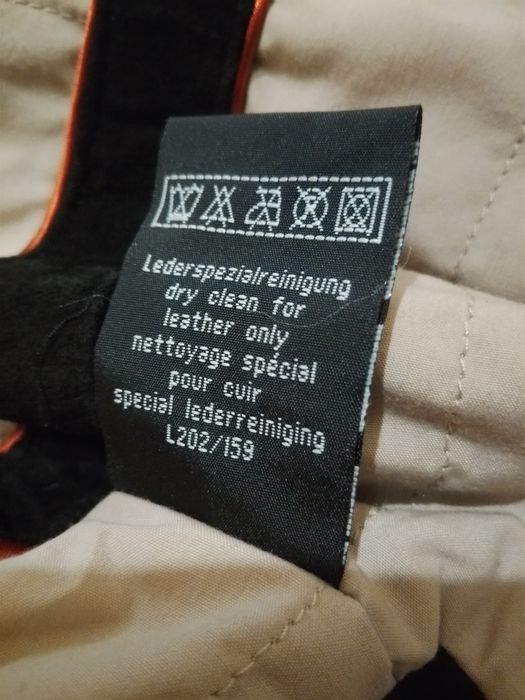 Lederspezialreinigung
dry clean for
leather only
nettoyage spécial
pour cuir
special lederreiniging
L202/159